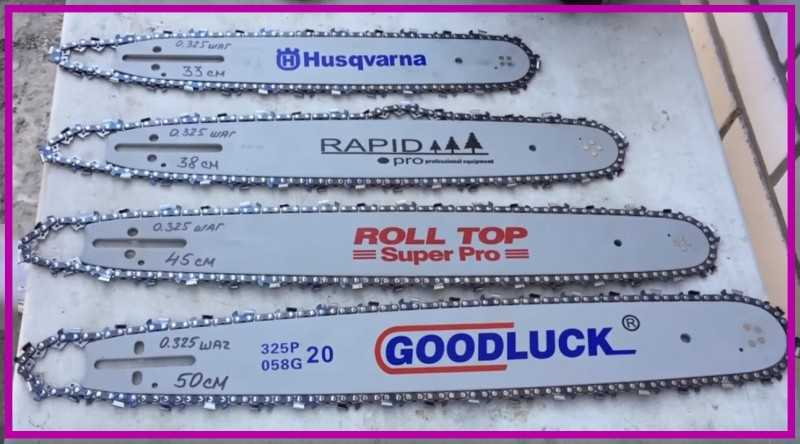 0.325 шаг
33 см
H Husqvarna
0.325 шаг
38 см
RAPID
pro professional equipment
0.325 шаг
45 см
ROLL TOP
Super Pro
0.325 шаг
50 см
325P
058G
20
GOODLUCK ®